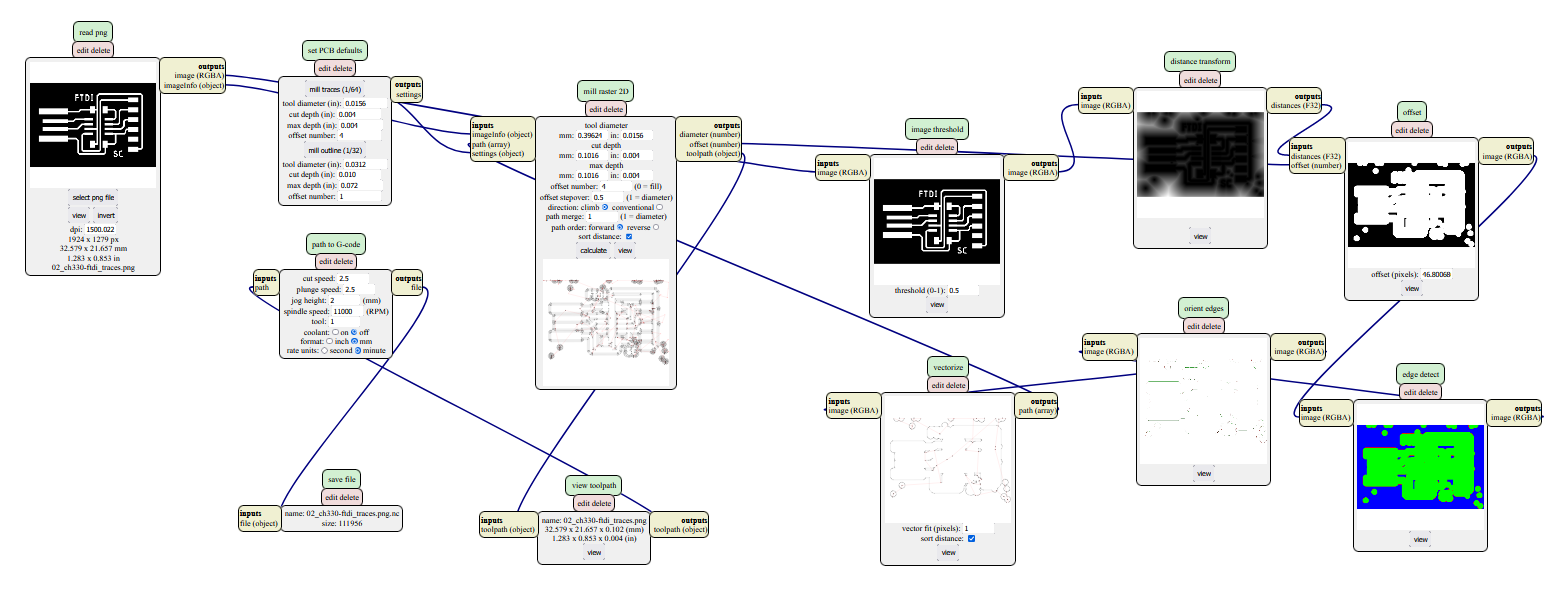 read png
edit delete
outputs
image (RGBA)
imageInfo (object)
FTDI
SC
select png file
view invert
dpi: 1500.022
1924 x 1279 px
32.579 x 21.657 mm
1.283 x 0.853 in
02_ch330-ftdi_traces.png
set PCB defaults
edit delete
outputs
settings
mill traces (1/64)
tool diameter (in): 0.0156
cut depth (in): 0.004
max depth (in): 0.004
offset number: 4
mill outline (1/32)
tool diameter (in): 0.0312
cut depth (in): 0.010
max depth (in): 0.072
offset number: 1
path to G-code
edit delete
inputs
path
outputs
file
cut speed: 2.5
plunge speed: 2.5
jog height: 2 (mm)
spindle speed: 11000 (RPM)
tool: 1
coolant: on off
format: inch mm
rate units: second minute
save file
edit delete
inputs
file (object)
name: 02_ch330-ftdi_traces.png.nc
size: 111956
mill raster 2D
edit delete
inputs
imageInfo (object)
path (array)
settings (object)
outputs
diameter (number)
offset (number)
toolpath (object)
tool diameter
mm: 0.39624 in: 0.0156
cut depth
mm: 0.1016 in: 0.004
max depth
mm: 0.1016 in: 0.004
offset number: 4 (0 = fill)
offset stepover: 0.5 (1 = diameter)
direction: climb conventional
path merge: 1 (1 = diameter)
path order: forward reverse
sort distance:
calculate view
view toolpath
edit delete
inputs
toolpath (object)
outputs
toolpath (object)
name: 02_ch330-ftdi_traces.png
32.579 x 21.657 x 0.102 (mm)
1.283 x 0.853 x 0.004 (in)
view
image threshold
edit delete
inputs
image (RGBA)
outputs
image (RGBA)
FTDI
SC
threshold (0-1): 0.5
view
vectorize
edit delete
inputs
image (RGBA)
outputs
path (array)
vector fit (pixels): 1
sort distance:
view
distance transform
edit delete
inputs
image (RGBA)
outputs
distances (F32)
view
orient edges
edit delete
inputs
image (RGBA)
outputs
image (RGBA)
view
offset
edit delete
inputs
distances (F32)
offset (number)
outputs
image (RGBA)
offset (pixels): 46.80068
view
edge detect
edit delete
inputs
image (RGBA)
outputs
image (RGBA)
view